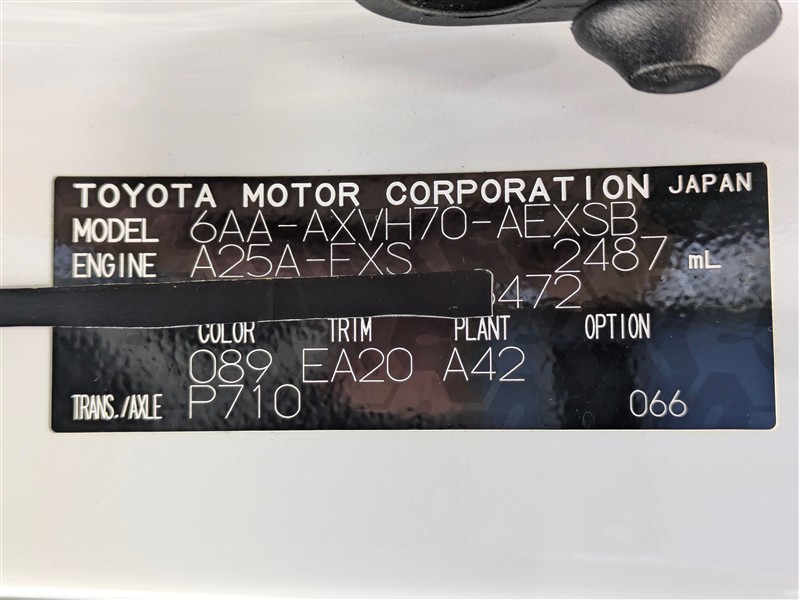 TOYOTA MOTOR CORPORATION JAPAN
MODEL 6AA-AXVH70-AEXSB
ENGINE A25A-FXS 2487 mL
472
COLOR TRIM PLANT OPTION
089 EA20 A42
TRANS./AXLE P710 066